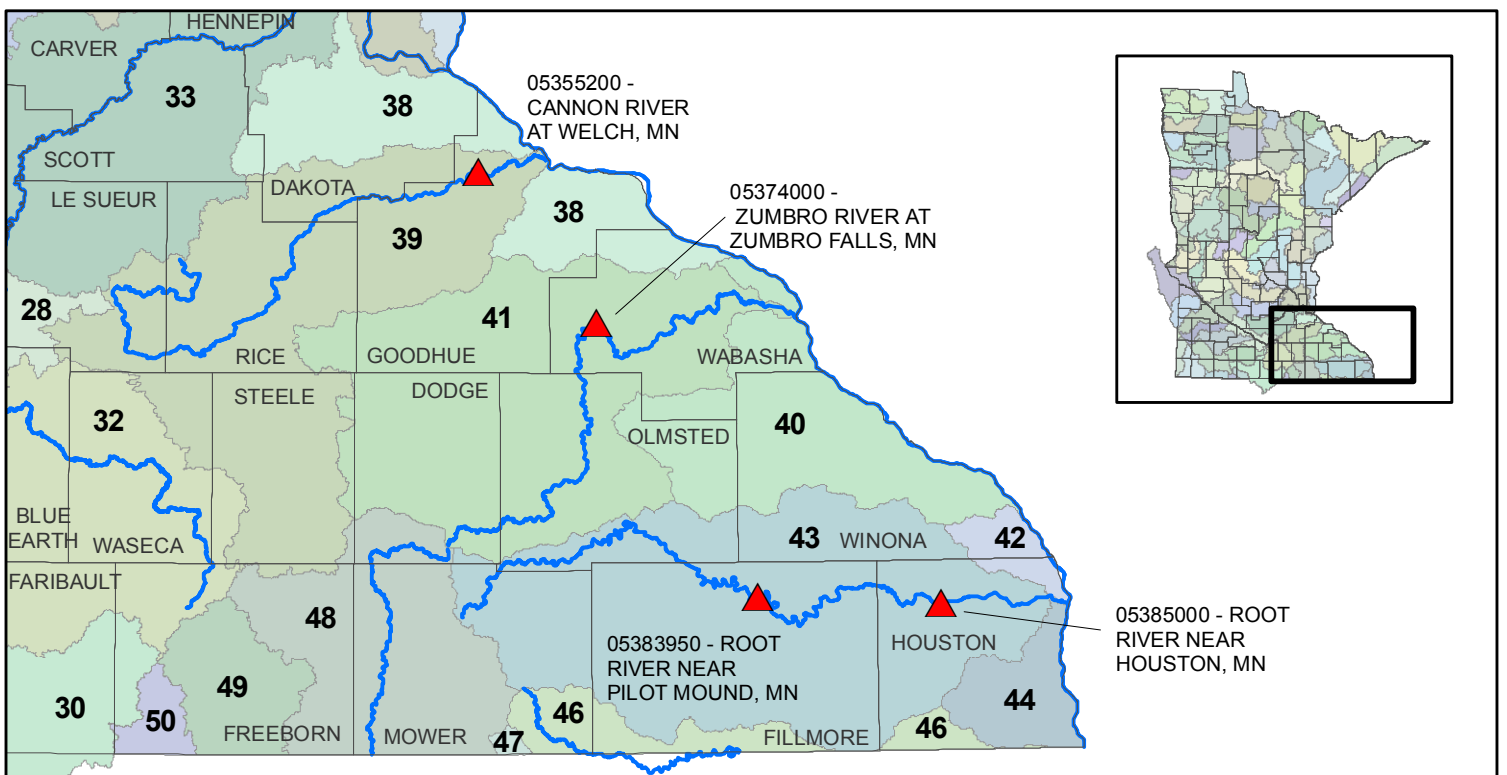 HENNEPIN
CARVER
33
38
05355200 -
CANNON RIVER
AT WELCH, MN
SCOTT
LE SUEUR
DAKOTA
05374000 -
ZUMBRO RIVER AT
ZUMBRO FALLS, MN
38
39
28
41
RICE
GOODHUE
WABASHA
STEELE
DODGE
32
40
OLMSTED
BLUE
EARTH
WASECA
43
WINONA
42
FARIBAULT
48
05383950 - ROOT
RIVER NEAR
PILOT MOUND, MN
HOUSTON
05385000 - ROOT
RIVER NEAR
HOUSTON, MN
30
50
49
FREEBORN
MOWER
47
46
FILLMORE
46
44